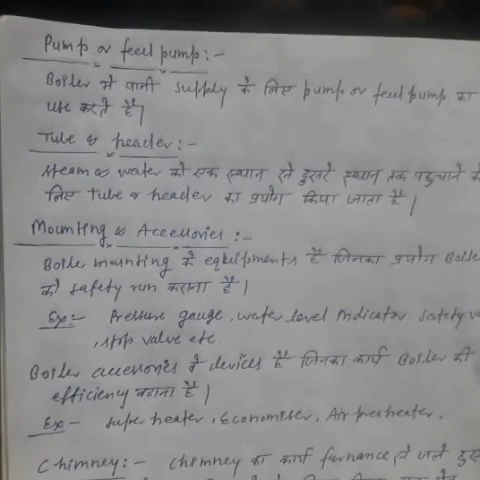 Pump or feed pump:-
Boiler में पानी supply के लिए pump or feed pump का
use करते है|
Tube & header:-
steam & water को एक स्थान से दुसरे स्थान तक पहुचाने के
लिए tube & header का प्रयोग किया जाता है|
Mounting & Accessories:-
Boiler mounting वे equipments है जिनका प्रयोग Boiler
को safety run कराना है|
Ex:- Pressure gauge, water level indicator safety va
, stop valve etc.
Boiler accessories वे devices है जिनका कार्य Boiler की
efficiency बढाना है|
Ex:- super heater, Economiser, Air preheater.
Chimney:- chimney का कार्य furnance से जले हुए